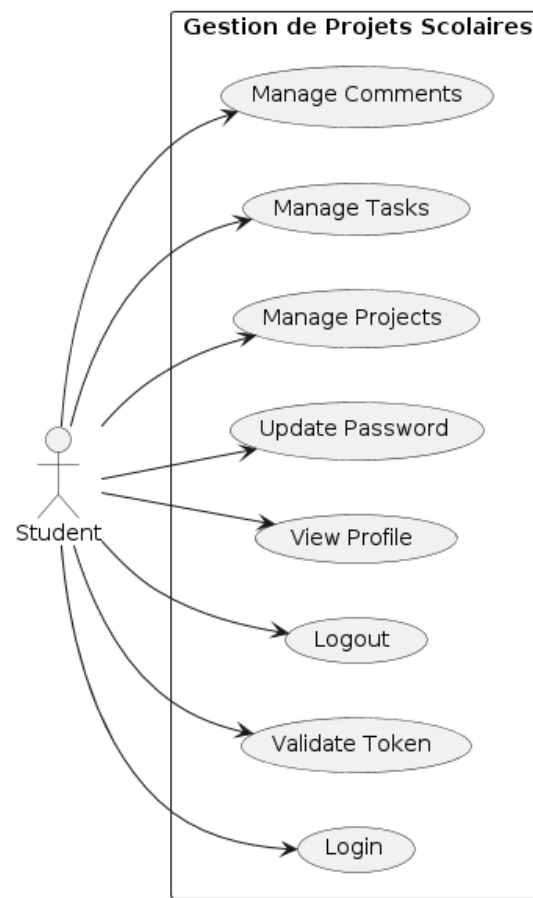 Gestion de Projets Scolaires
Manage Comments
Manage Tasks
Manage Projects
Update Password
View Profile
Student
Logout
Validate Token
Login